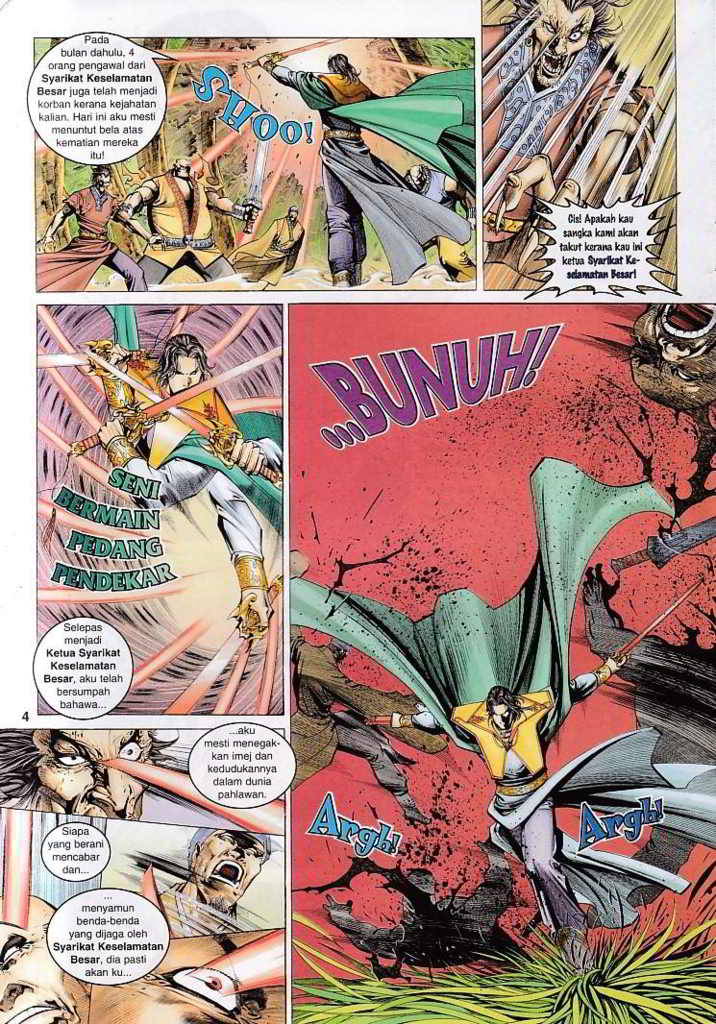 Pada
bulan dahulu, 4
orang pengawal dari
Syarikat Keselamatan
Besar juga telah menjadi
korban kerana kejahatan
kalian. Hari ini aku mesti
menuntut bela atas
kematian mereka
itu!
SHOO!
Cis! Apakah kau
sangka kami akan
takut kerana kau ini
ketua Syarikat Ke-
selamatan Besar!
SENI
BERMAIN
PEDANG
PENDEKAR
Selepas
menjadi
Ketua Syarikat
Keselamatan
Besar, aku telah
bersumpah
bahawa...
4
...aku
mesti menegak-
kan imej dan
kedudukannya
dalam dunia
pahlawan.
Siapa
yang berani
mencabar
dan...
...
menyamun
benda-benda
yang dijaga oleh
Syarikat Keselamatan
Besar, dia pasti
akan ku...
...BUNUH!
Argh!
Argh!